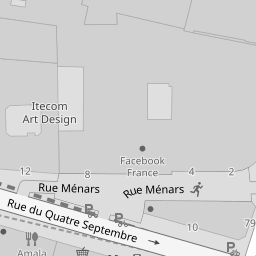 Itecom
Art Design
Facebook
France
12
8
4
2
Rue Ménars
Rue Ménars
Rue du Quatre Septembre
10
79
Amala